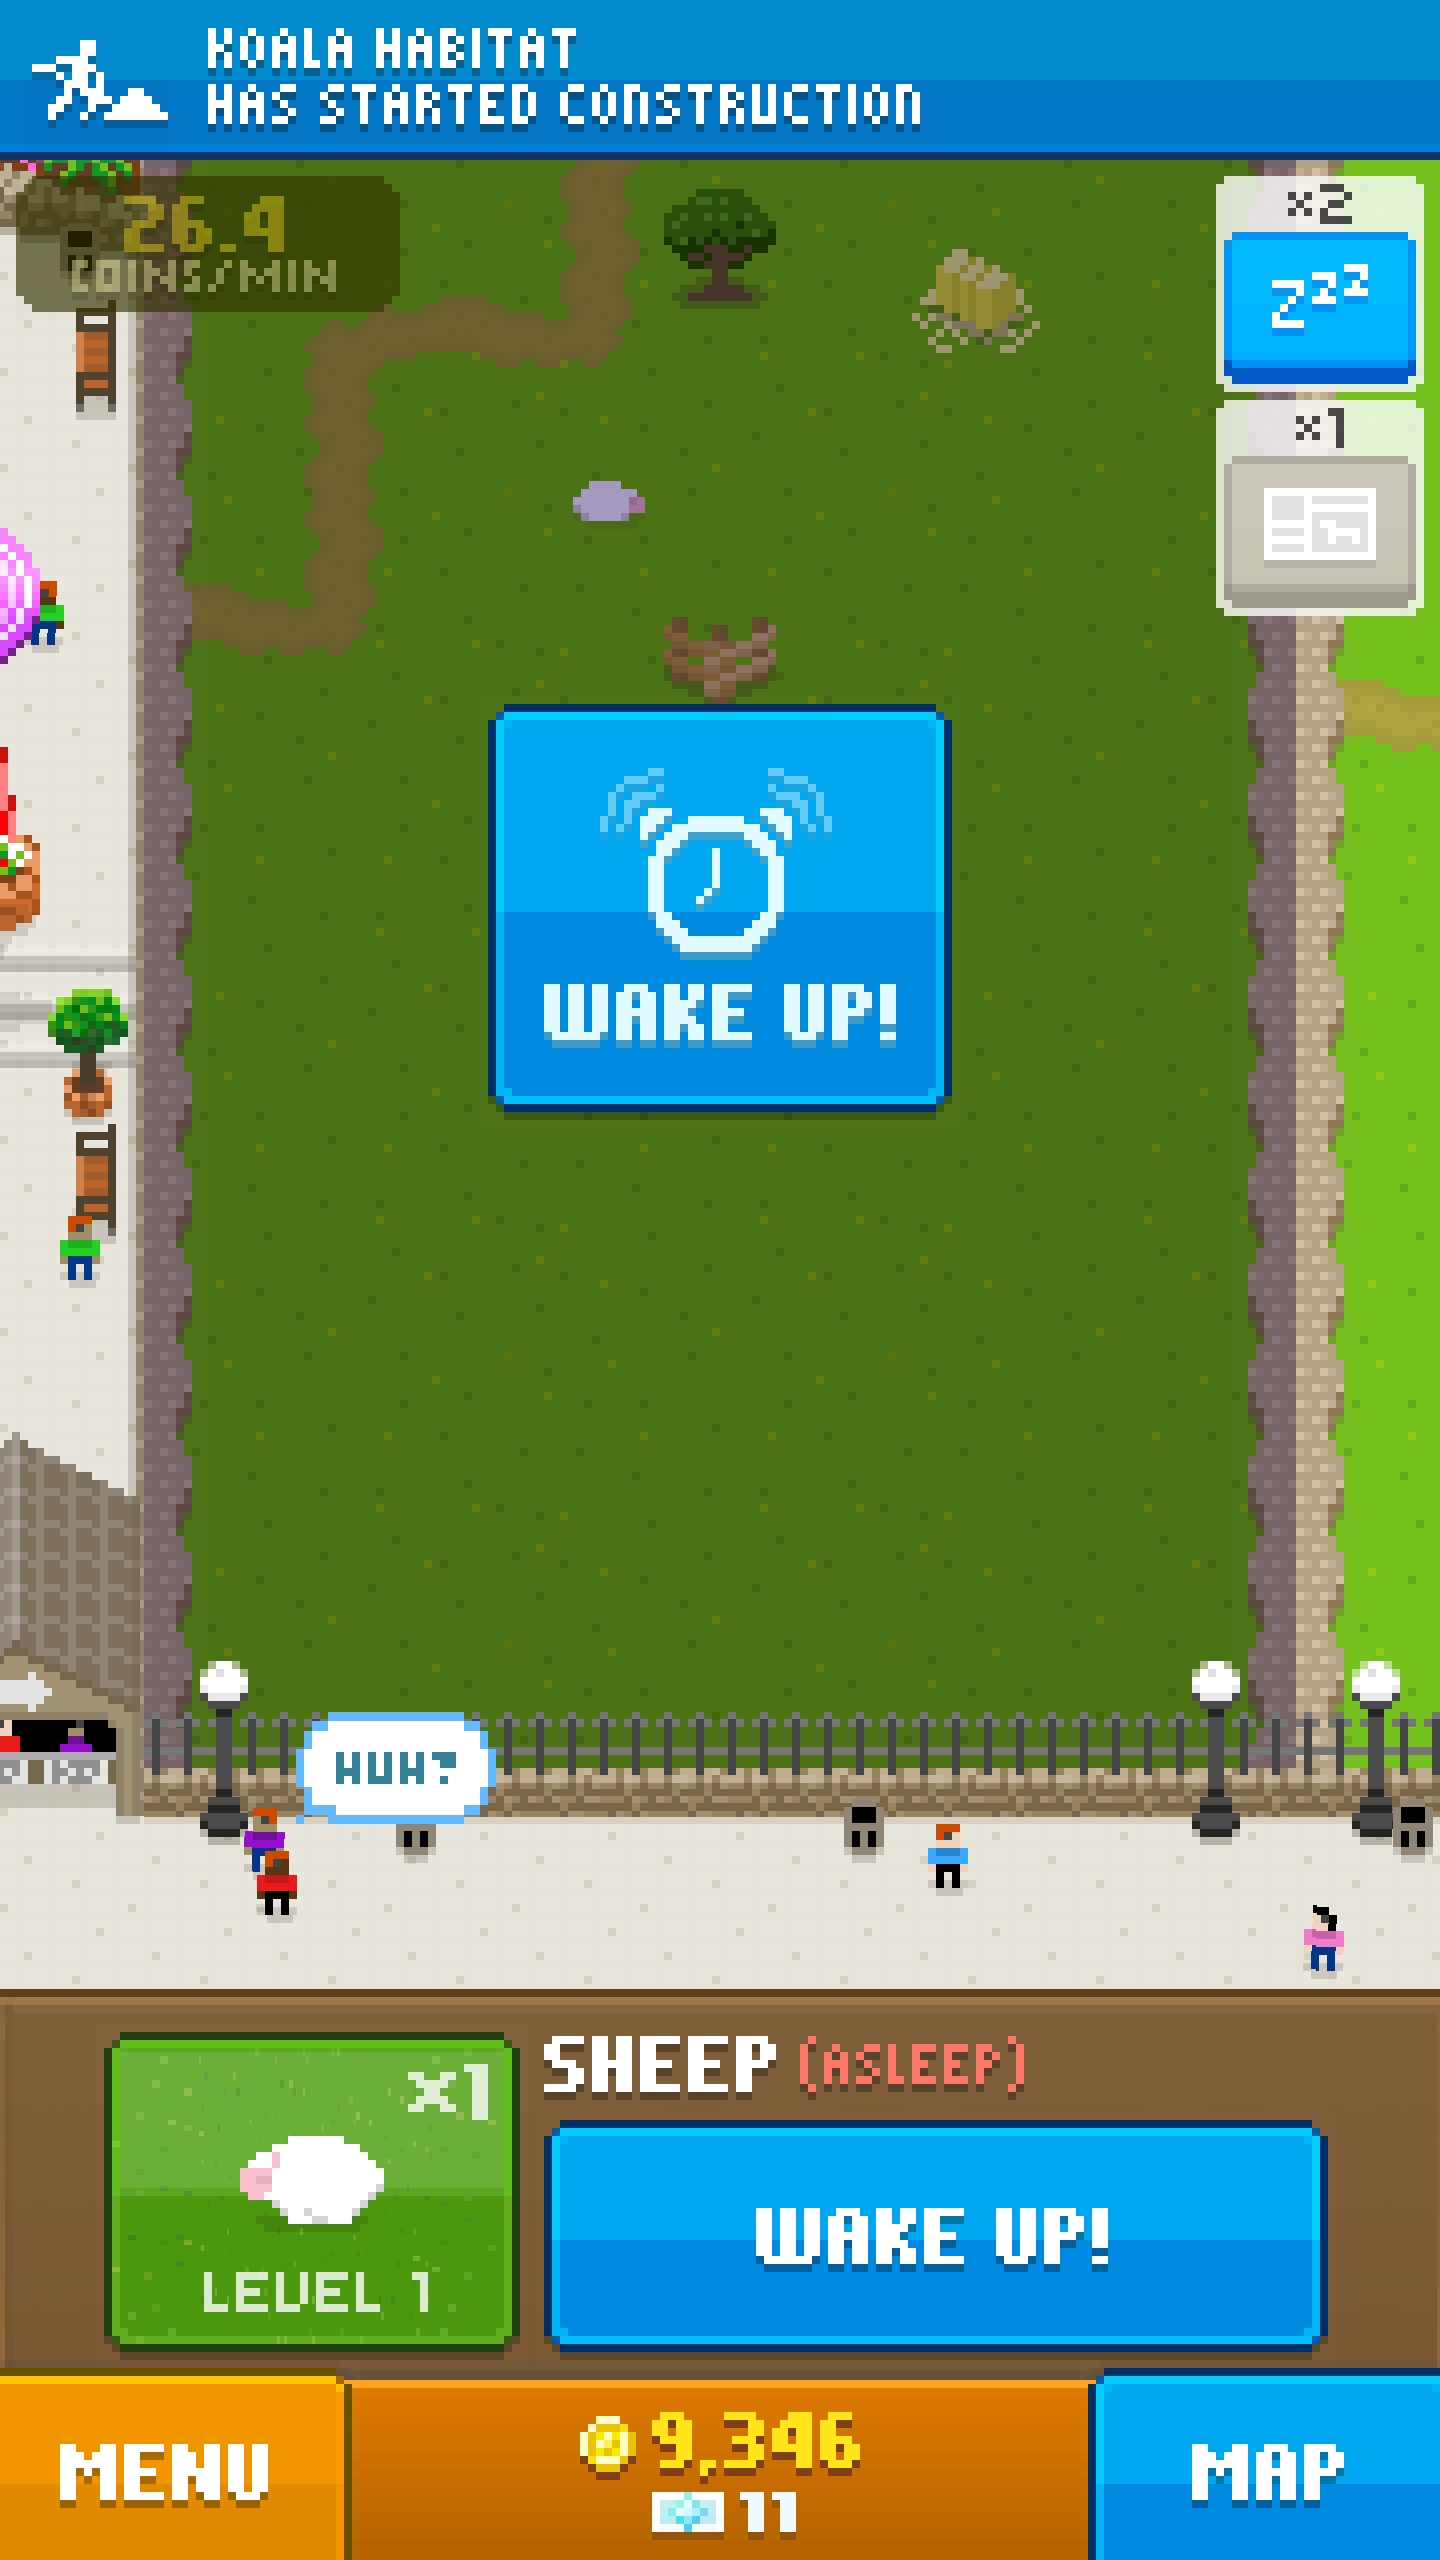 KOALA HABITAT
HAS STARTED CONSTRUCTION
26.4
COINS/MIN
x2
zzz
x1
WAKE UP!
HUH?
x1
LEVEL 1
SHEEP (ASLEEP)
WAKE UP!
MENU
9,346
11
MAP